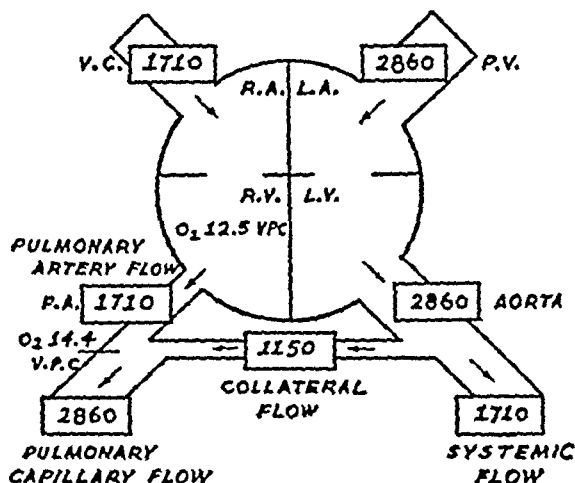 V.C. 1710
2860 P.V.
R.A. L.A.
R.V. L.V.
O₂ 12.5 VPC
PULMONARY
ARTERY FLOW
P.A. 1710
2860 AORTA
O₂ 14.4
V.P.C
1150
COLLATERAL
FLOW
2860
PULMONARY
CAPILLARY FLOW
1710
SYSTEMIC
FLOW